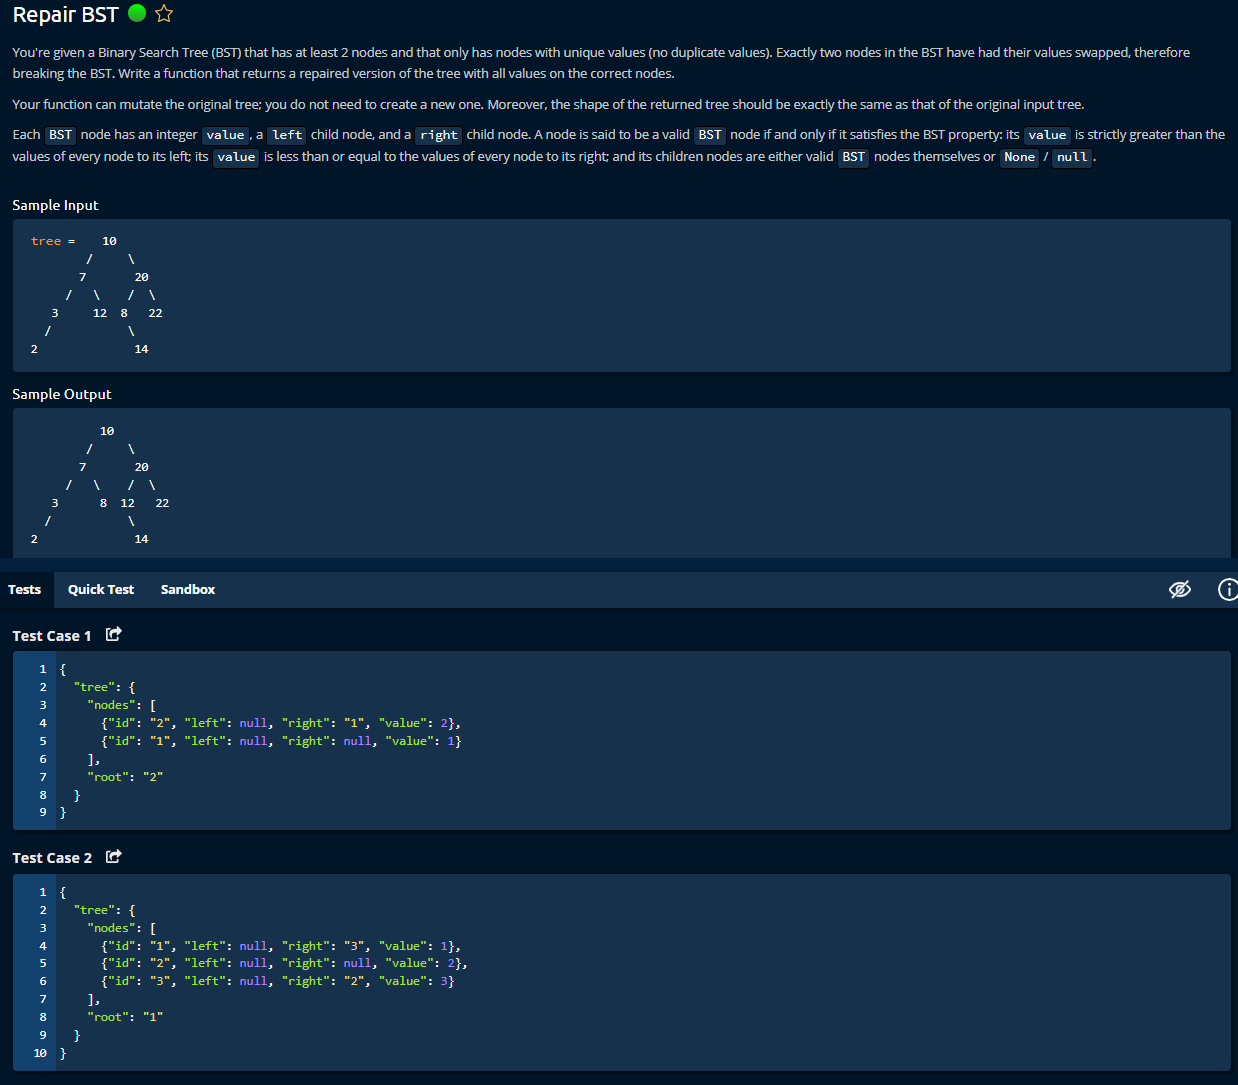 Repair BST
You're given a Binary Search Tree (BST) that has at least 2 nodes and that only has nodes with unique values (no duplicate values). Exactly two nodes in the BST have had their values swapped, therefore
breaking the BST. Write a function that returns a repaired version of the tree with all values on the correct nodes.
Your function can mutate the original tree; you do not need to create a new one. Moreover, the shape of the returned tree should be exactly the same as that of the original input tree.
Each BST node has an integer value , a left child node, and a right child node. A node is said to be a valid BST node if and only if it satisfies the BST property: its value is strictly greater than the
values of every node to its left; its value is less than or equal to the values of every node to its right; and its children nodes are either valid BST nodes themselves or None / null .
Sample Input
tree =    10
/     \
7       20
/   \    /  \
3     12  8   22
/           \
2              14
Sample Output
10
/     \
7       20
/   \    /  \
3      8  12   22
/           \
2              14
Tests Quick Test Sandbox
Test Case 1
1 {
2   "tree": {
3     "nodes": [
4       {"id": "2", "left": null, "right": "1", "value": 2},
5       {"id": "1", "left": null, "right": null, "value": 1}
6     ],
7     "root": "2"
8   }
9 }
Test Case 2
1 {
2   "tree": {
3     "nodes": [
4       {"id": "1", "left": null, "right": "3", "value": 1},
5       {"id": "2", "left": null, "right": null, "value": 2},
6       {"id": "3", "left": null, "right": "2", "value": 3}
7     ],
8     "root": "1"
9   }
10 }